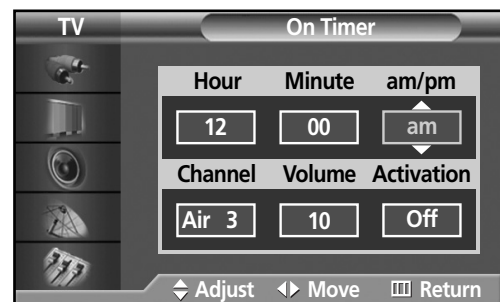 TV On Timer
Hour Minute am/pm
12 00 am
Channel Volume Activation
Air 3 10 Off
Adjust Move Return